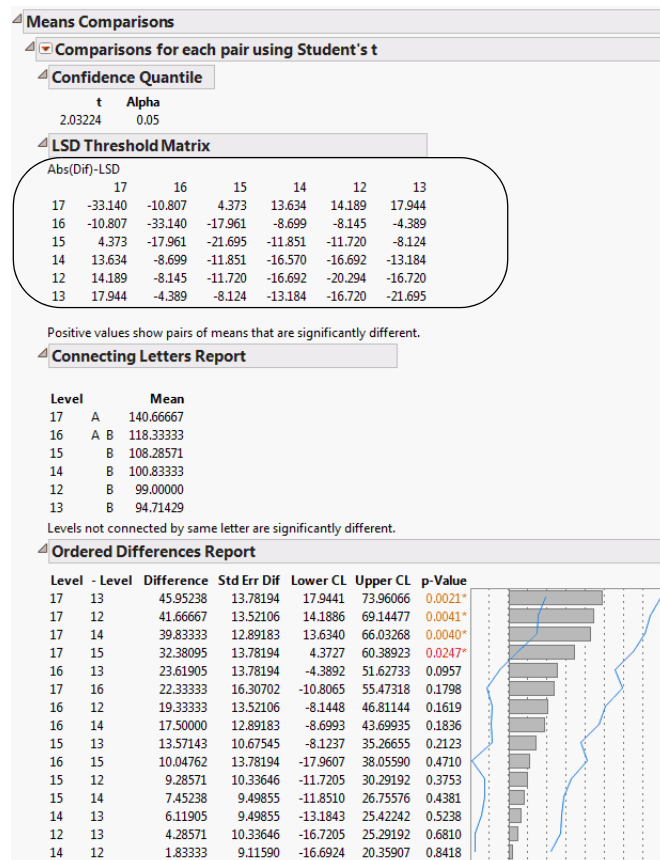 Means Comparisons
Comparisons for each pair using Student's t
Confidence Quantile
t Alpha
2.03224 0.05
LSD Threshold Matrix
Abs(Dif)-LSD
17 16 15 14 12 13
17 -33.140 -10.807 4.373 13.634 14.189 17.944
16 -10.807 -33.140 -17.961 -8.699 -8.145 -4.389
15 4.373 -17.961 -21.695 -11.851 -11.720 -8.124
14 13.634 -8.699 -11.851 -16.570 -16.692 -13.184
12 14.189 -8.145 -11.720 -16.692 -20.294 -16.720
13 17.944 -4.389 -8.124 -13.184 -16.720 -21.695
Positive values show pairs of means that are significantly different.
Connecting Letters Report
Level Mean
17 A 140.66667
16 A B 118.33333
15 B 108.28571
14 B 100.83333
12 B 99.00000
13 B 94.71429
Levels not connected by same letter are significantly different.
Ordered Differences Report
Level - Level Difference Std Err Dif Lower CL Upper CL p-Value
17 13 45.95238 13.78194 17.9441 73.96066 0.0021*
17 12 41.66667 13.52106 14.1886 69.14477 0.0041*
17 14 39.83333 12.89183 13.6340 66.03268 0.0040*
17 15 32.38095 13.78194 4.3727 60.38923 0.0247*
16 13 23.61905 13.78194 -4.3892 51.62733 0.0957
17 16 22.33333 16.30702 -10.8065 55.47318 0.1798
16 12 19.33333 13.52106 -8.1448 46.81144 0.1619
16 14 17.50000 12.89183 -8.6993 43.69935 0.1836
15 13 13.57143 10.67545 -8.1237 35.26655 0.2123
16 15 10.04762 13.78194 -17.9607 38.05590 0.4710
15 12 9.28571 10.33646 -11.7205 30.29192 0.3753
15 14 7.45238 9.49855 -11.8510 26.75576 0.4381
14 13 6.11905 9.49855 -13.1843 25.42242 0.5238
12 13 4.28571 10.33646 -16.7205 25.29192 0.6810
14 12 1.83333 9.11590 -16.6924 20.35907 0.8418